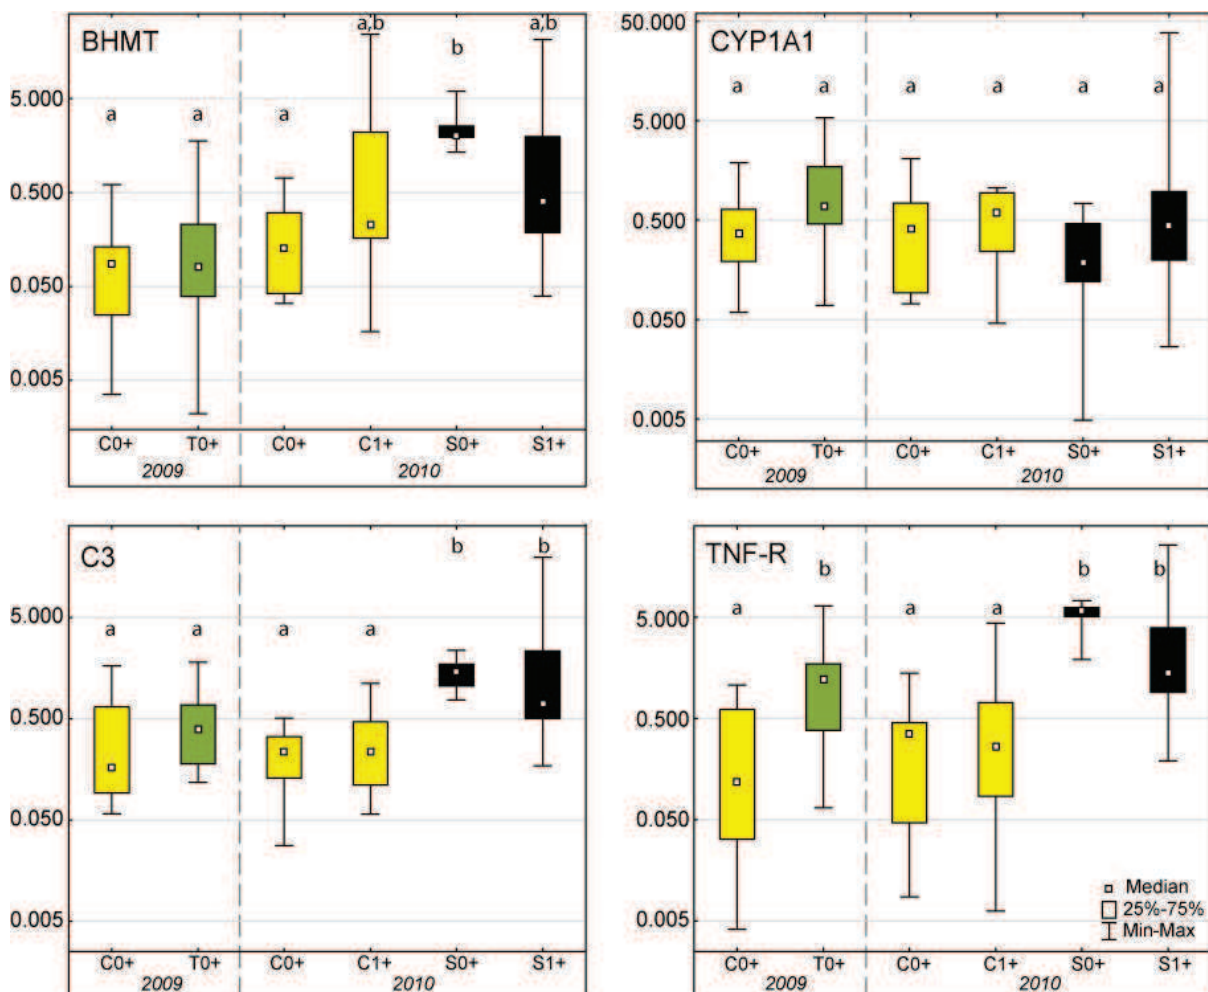 BHMT
a,b
b
a,b
a
a
a
5.000
0.500
0.050
0.005
C0+ T0+ C0+ C1+ S0+ S1+
2009 2010
CYP1A1
50.000
a a a a a a
5.000
0.500
0.050
0.005
C0+ T0+ C0+ C1+ S0+ S1+
2009 2010
C3
b b
a a a a
5.000
0.500
0.050
0.005
C0+ T0+ C0+ C1+ S0+ S1+
2009 2010
TNF-R
b b b
a a a
5.000
0.500
0.050
0.005
Median
25%-75%
Min-Max
C0+ T0+ C0+ C1+ S0+ S1+
2009 2010